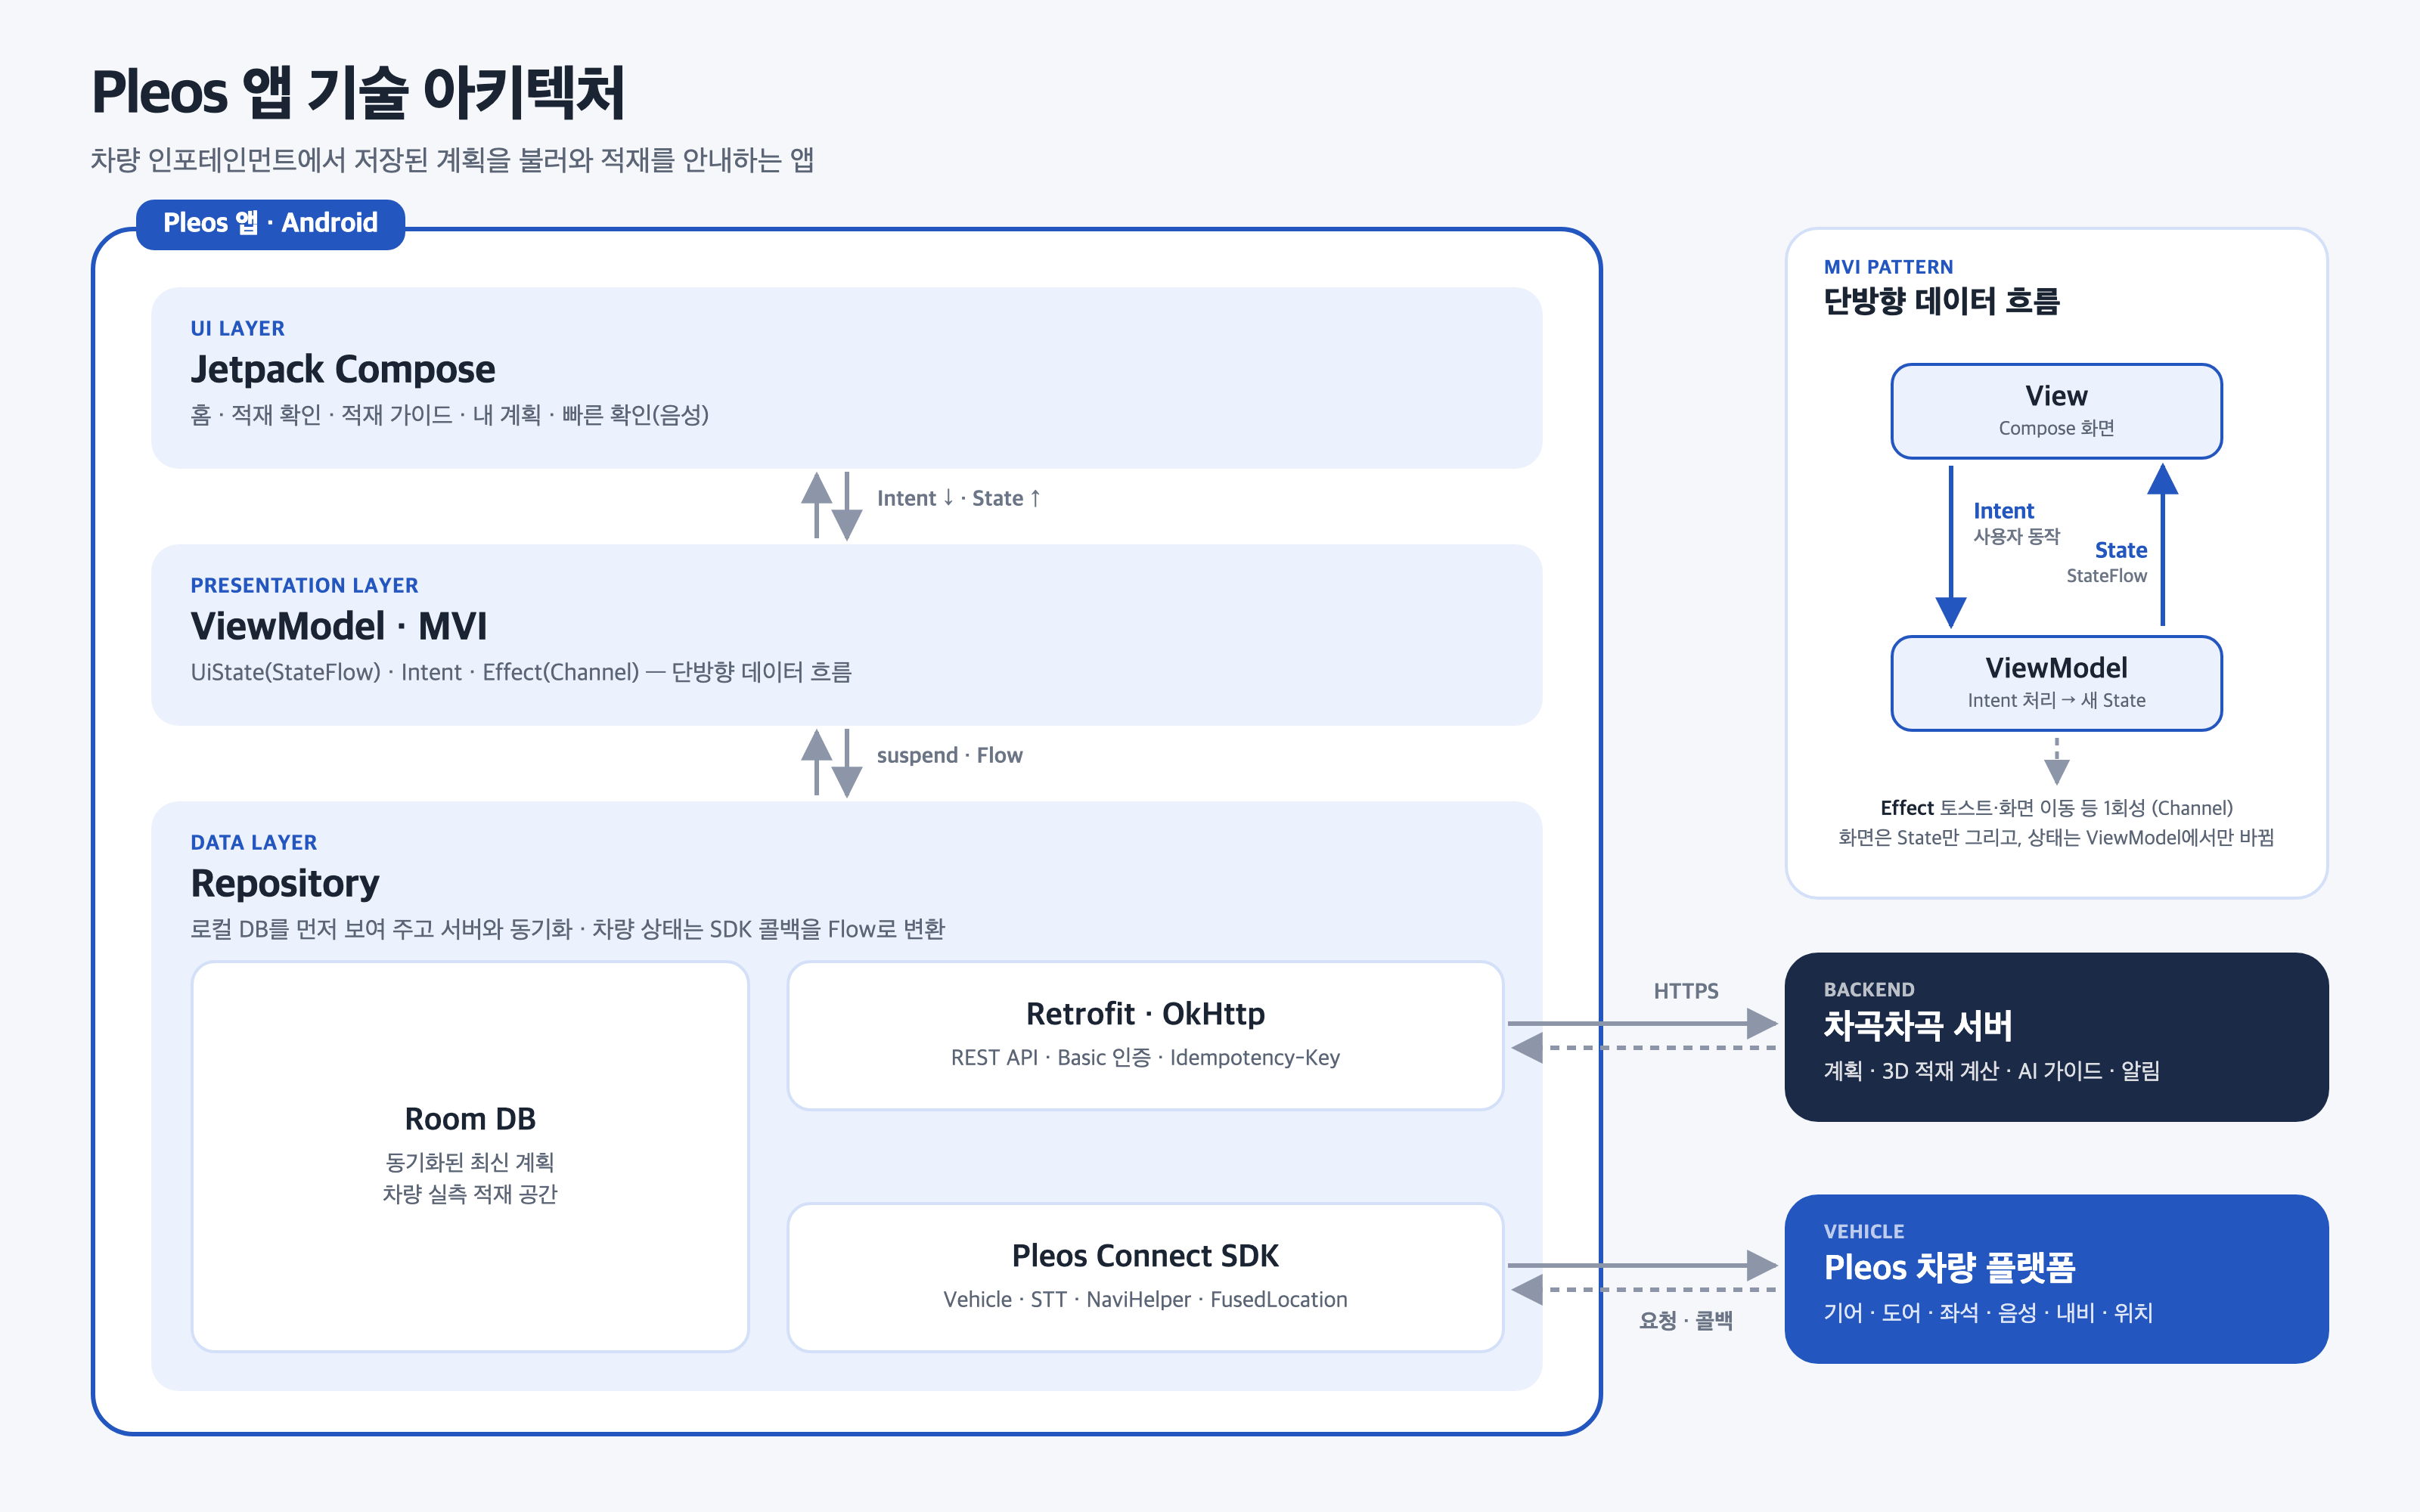 Pleos 앱 기술 아키텍처
차량 인포테인먼트에서 저장된 계획을 불러와 적재를 안내하는 앱
Pleos 앱 · Android
UI LAYER
Jetpack Compose
홈 · 적재 확인 · 적재 가이드 · 내 계획 · 빠른 확인(음성)
Intent ↓ · State ↑
PRESENTATION LAYER
ViewModel · MVI
UiState(StateFlow) · Intent · Effect(Channel) — 단방향 데이터 흐름
suspend · Flow
DATA LAYER
Repository
로컬 DB를 먼저 보여 주고 서버와 동기화 · 차량 상태는 SDK 콜백을 Flow로 변환
Room DB
동기화된 최신 계획
차량 실측 적재 공간
Retrofit · OkHttp
REST API · Basic 인증 · Idempotency-Key
Pleos Connect SDK
Vehicle · STT · NaviHelper · FusedLocation
HTTPS
요청 · 콜백
MVI PATTERN
단방향 데이터 흐름
View
Compose 화면
Intent
사용자 동작
State
StateFlow
ViewModel
Intent 처리 → 새 State
Effect 토스트·화면 이동 등 1회성 (Channel)
화면은 State만 그리고, 상태는 ViewModel에서만 바뀜
BACKEND
차곡차곡 서버
계획 · 3D 적재 계산 · AI 가이드 · 알림
VEHICLE
Pleos 차량 플랫폼
기어 · 도어 · 좌석 · 음성 · 내비 · 위치